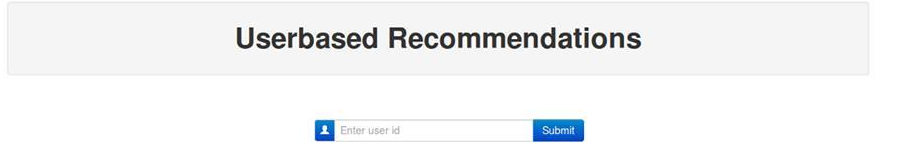 Userbased Recommendations
Enter user id Submit